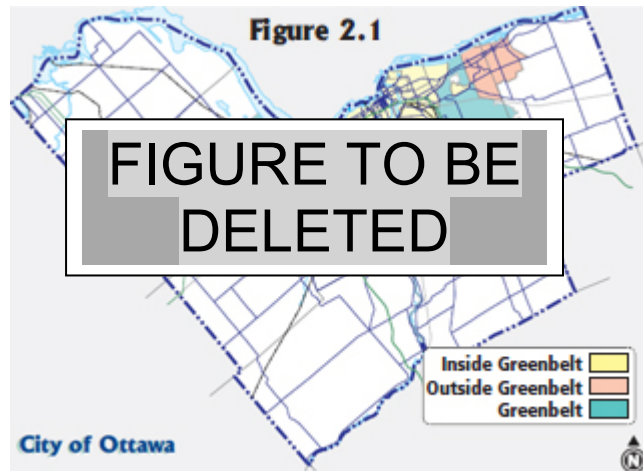 Figure 2.1
FIGURE TO BE
DELETED
Inside Greenbelt
Outside Greenbelt
Greenbelt
City of Ottawa
N